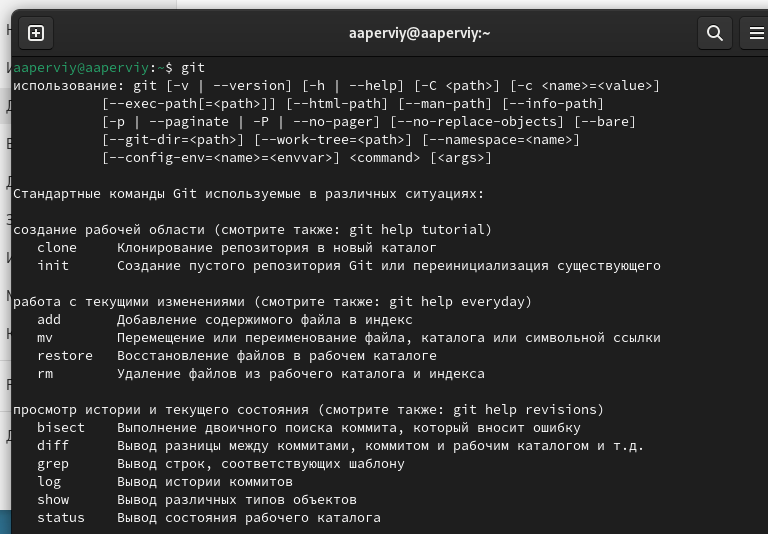 aaperviy@aaperviy:~
aaperviy@aaperviy:~$ git
использование: git [-v | --version] [-h | --help] [-C <path>] [-c <name>=<value>]
[--exec-path[=<path>]] [--html-path] [--man-path] [--info-path]
[-p | --paginate | -P | --no-pager] [--no-replace-objects] [--bare]
[--git-dir=<path>] [--work-tree=<path>] [--namespace=<name>]
[--config-env=<name>=<envvar>] <command> [<args>]
Стандартные команды Git используемые в различных ситуациях:
создание рабочей области (смотрите также: git help tutorial)
clone Клонирование репозитория в новый каталог
init Создание пустого репозитория Git или переинициализация существующего
работа с текущими изменениями (смотрите также: git help everyday)
add Добавление содержимого файла в индекс
mv Перемещение или переименование файла, каталога или символьной ссылки
restore Восстановление файлов в рабочем каталоге
rm Удаление файлов из рабочего каталога и индекса
просмотр истории и текущего состояния (смотрите также: git help revisions)
bisect Выполнение двоичного поиска коммита, который вносит ошибку
diff Вывод разницы между коммитами, коммитом и рабочим каталогом и т.д.
grep Вывод строк, соответствующих шаблону
log Вывод истории коммитов
show Вывод различных типов объектов
status Вывод состояния рабочего каталога